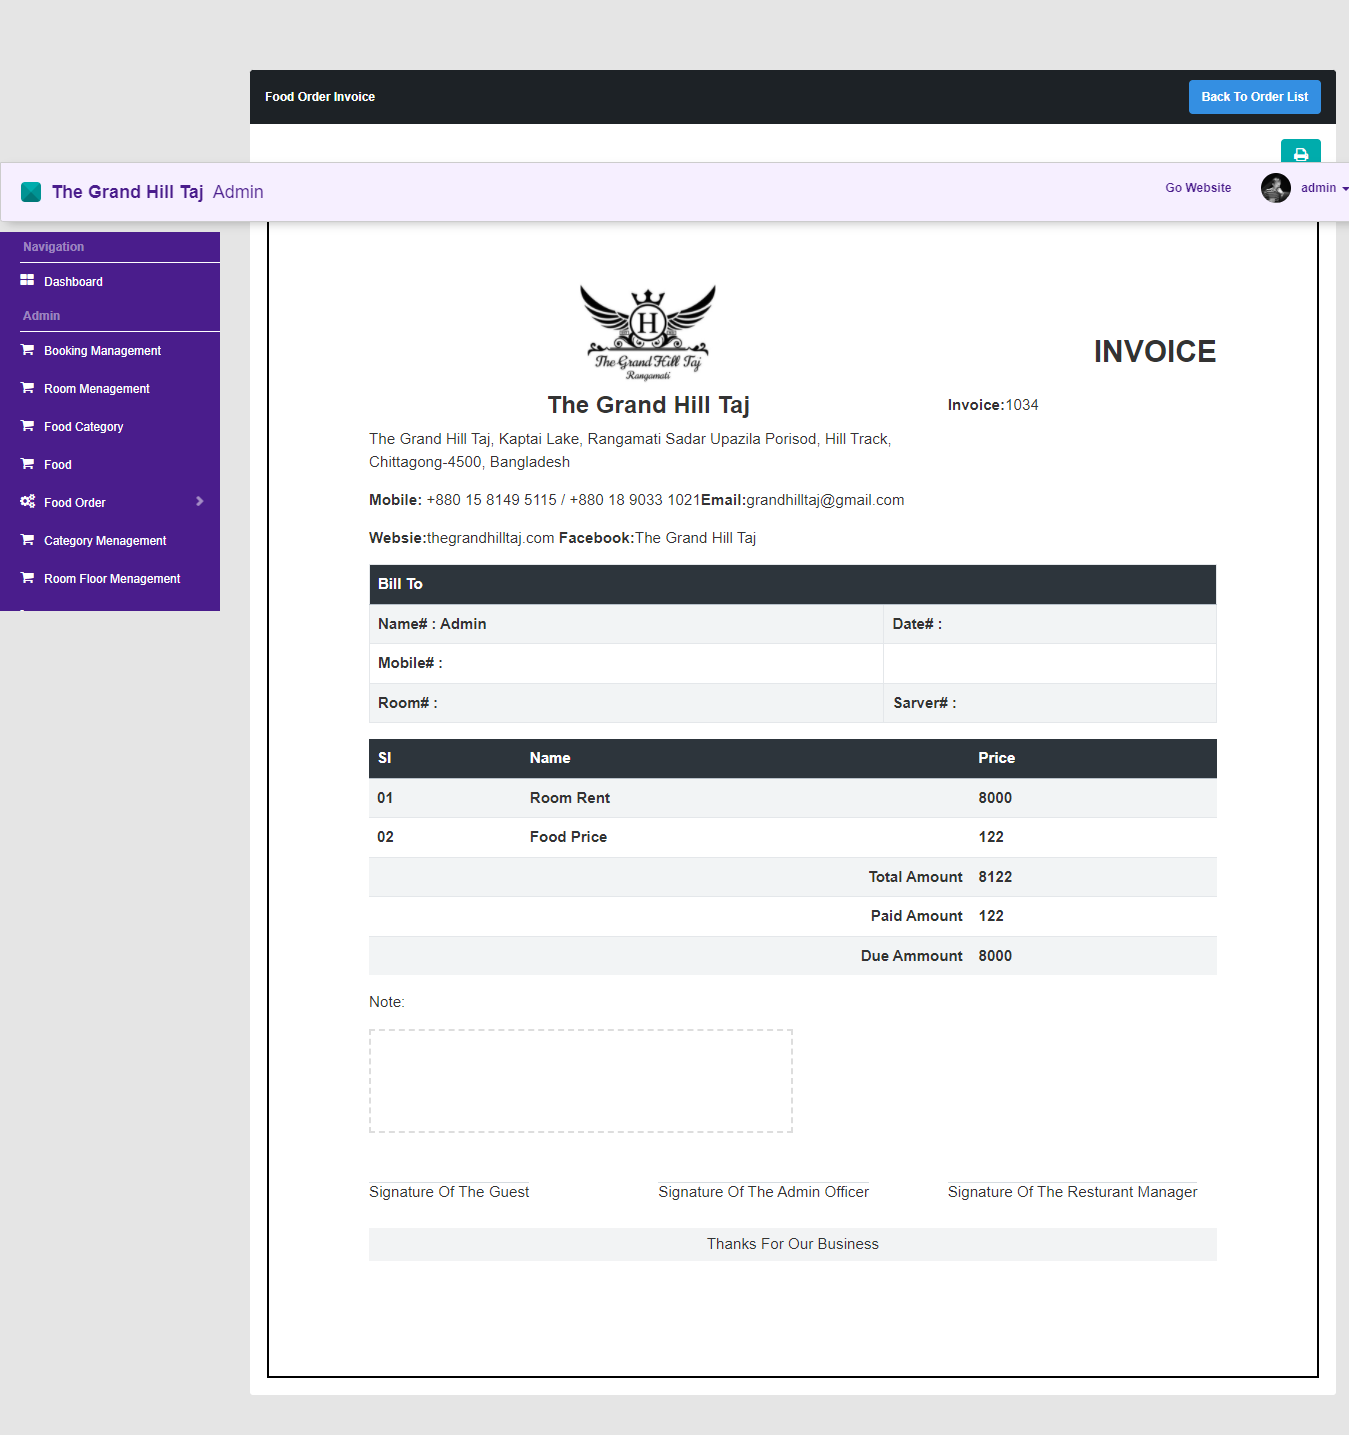 Food Order Invoice
Back To Order List
The Grand Hill Taj Admin
Go Website
admin
Navigation
Dashboard
Admin
Booking Management
Room Menagement
Food Category
Food
Food Order
Category Menagement
Room Floor Menagement
H
The Grand Hill Taj
Rangamati
INVOICE
The Grand Hill Taj
Invoice:1034
The Grand Hill Taj, Kaptai Lake, Rangamati Sadar Upazila Porisod, Hill Track,
Chittagong-4500, Bangladesh
Mobile: +880 15 8149 5115 / +880 18 9033 1021Email:grandhilltaj@gmail.com
Websie:thegrandhilltaj.com Facebook:The Grand Hill Taj
Bill To
Name# : Admin Date# :
Mobile# :
Room# : Sarver# :
Sl Name Price
01 Room Rent 8000
02 Food Price 122
Total Amount 8122
Paid Amount 122
Due Ammount 8000
Note:
Signature Of The Guest Signature Of The Admin Officer Signature Of The Resturant Manager
Thanks For Our Business